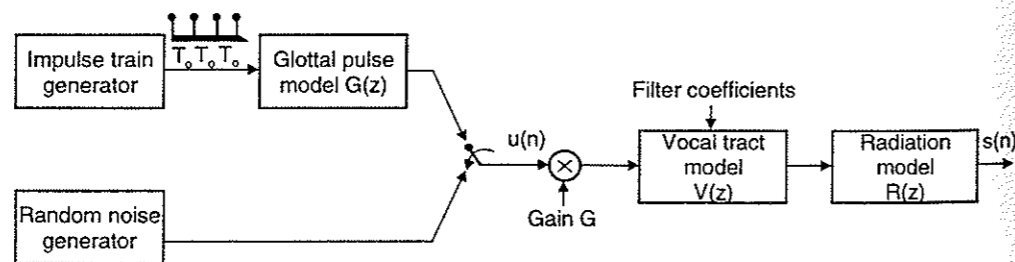 Impulse train
generator
T₀ T₀ T₀
Glottal pulse
model G(z)
Random noise
generator
u(n)
Gain G
Filter coefficients
Vocal tract
model
V(z)
Radiation
model
R(z)
s(n)